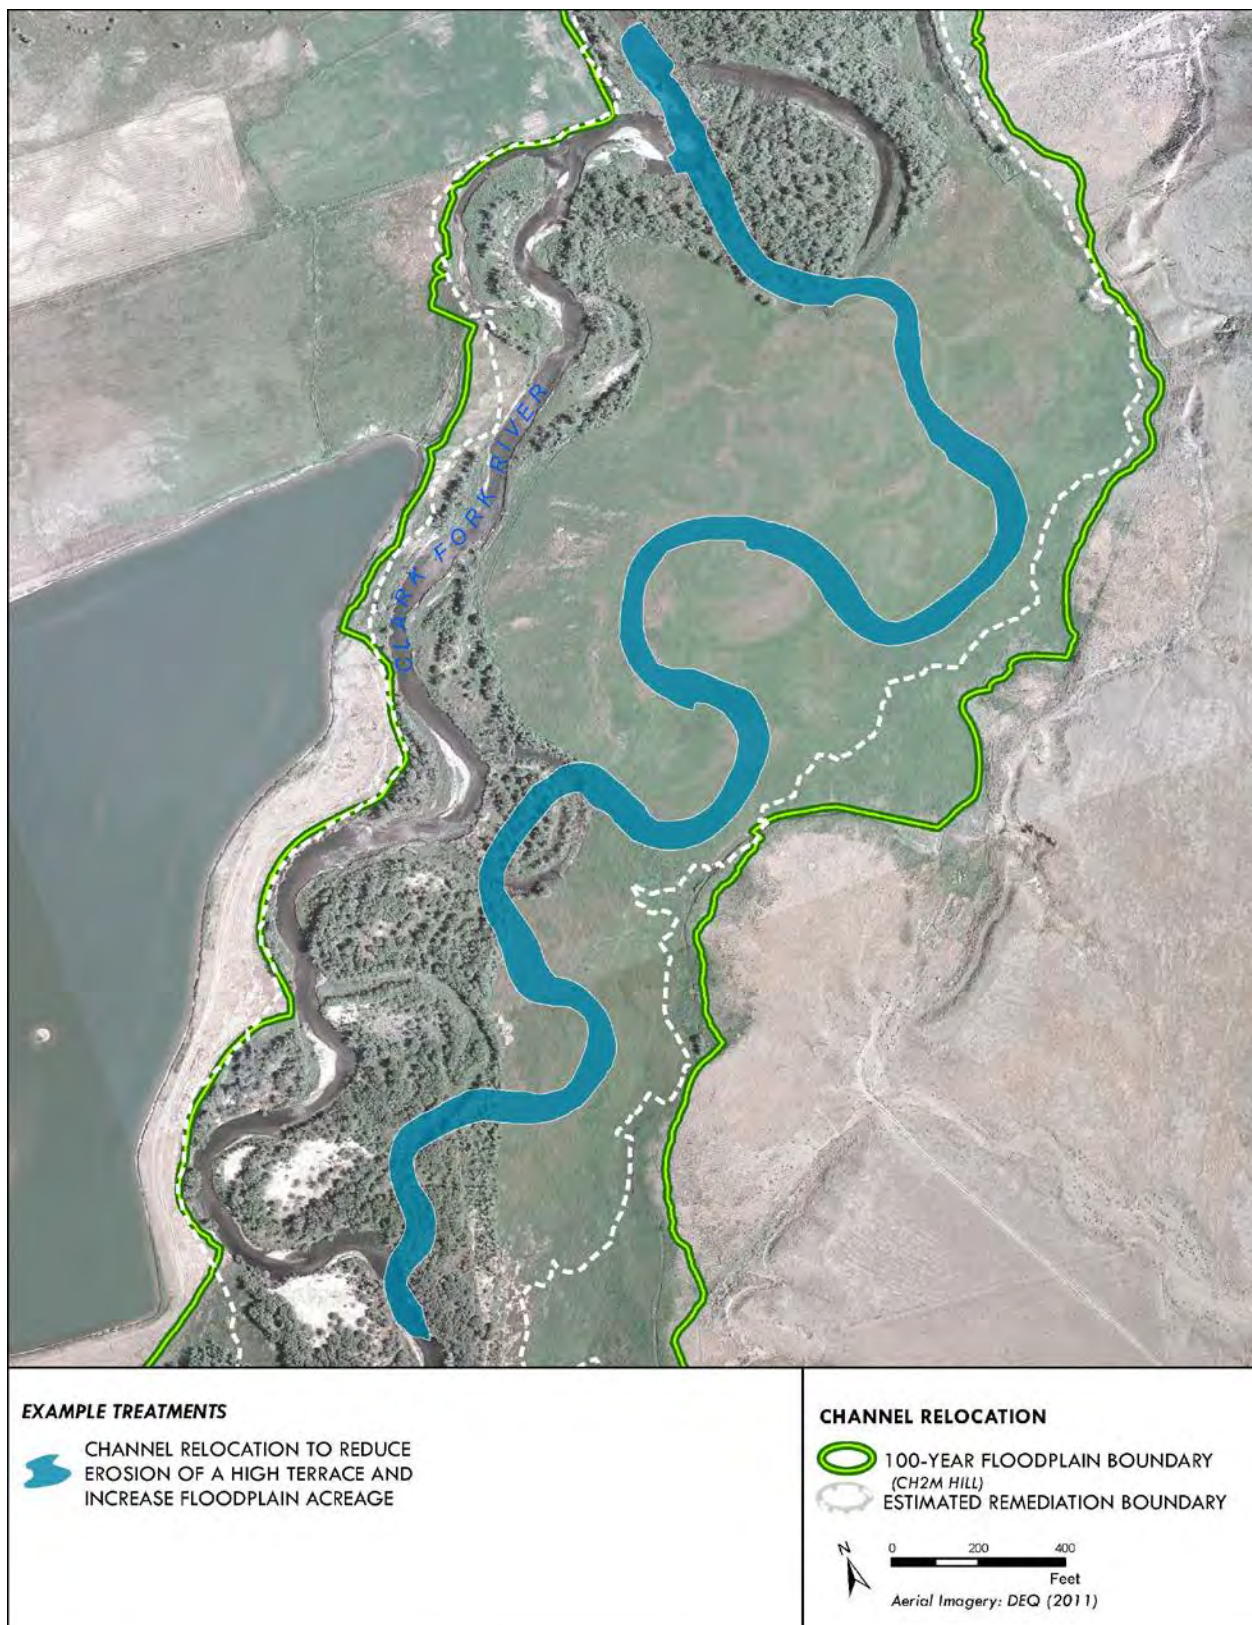 CLARK FORK RIVER
EXAMPLE TREATMENTS
CHANNEL RELOCATION TO REDUCE
EROSION OF A HIGH TERRACE AND
INCREASE FLOODPLAIN ACREAGE
CHANNEL RELOCATION
100-YEAR FLOODPLAIN BOUNDARY
(CH2M HILL)
ESTIMATED REMEDIATION BOUNDARY
N
0 200 400
Feet
Aerial Imagery: DEQ (2011)